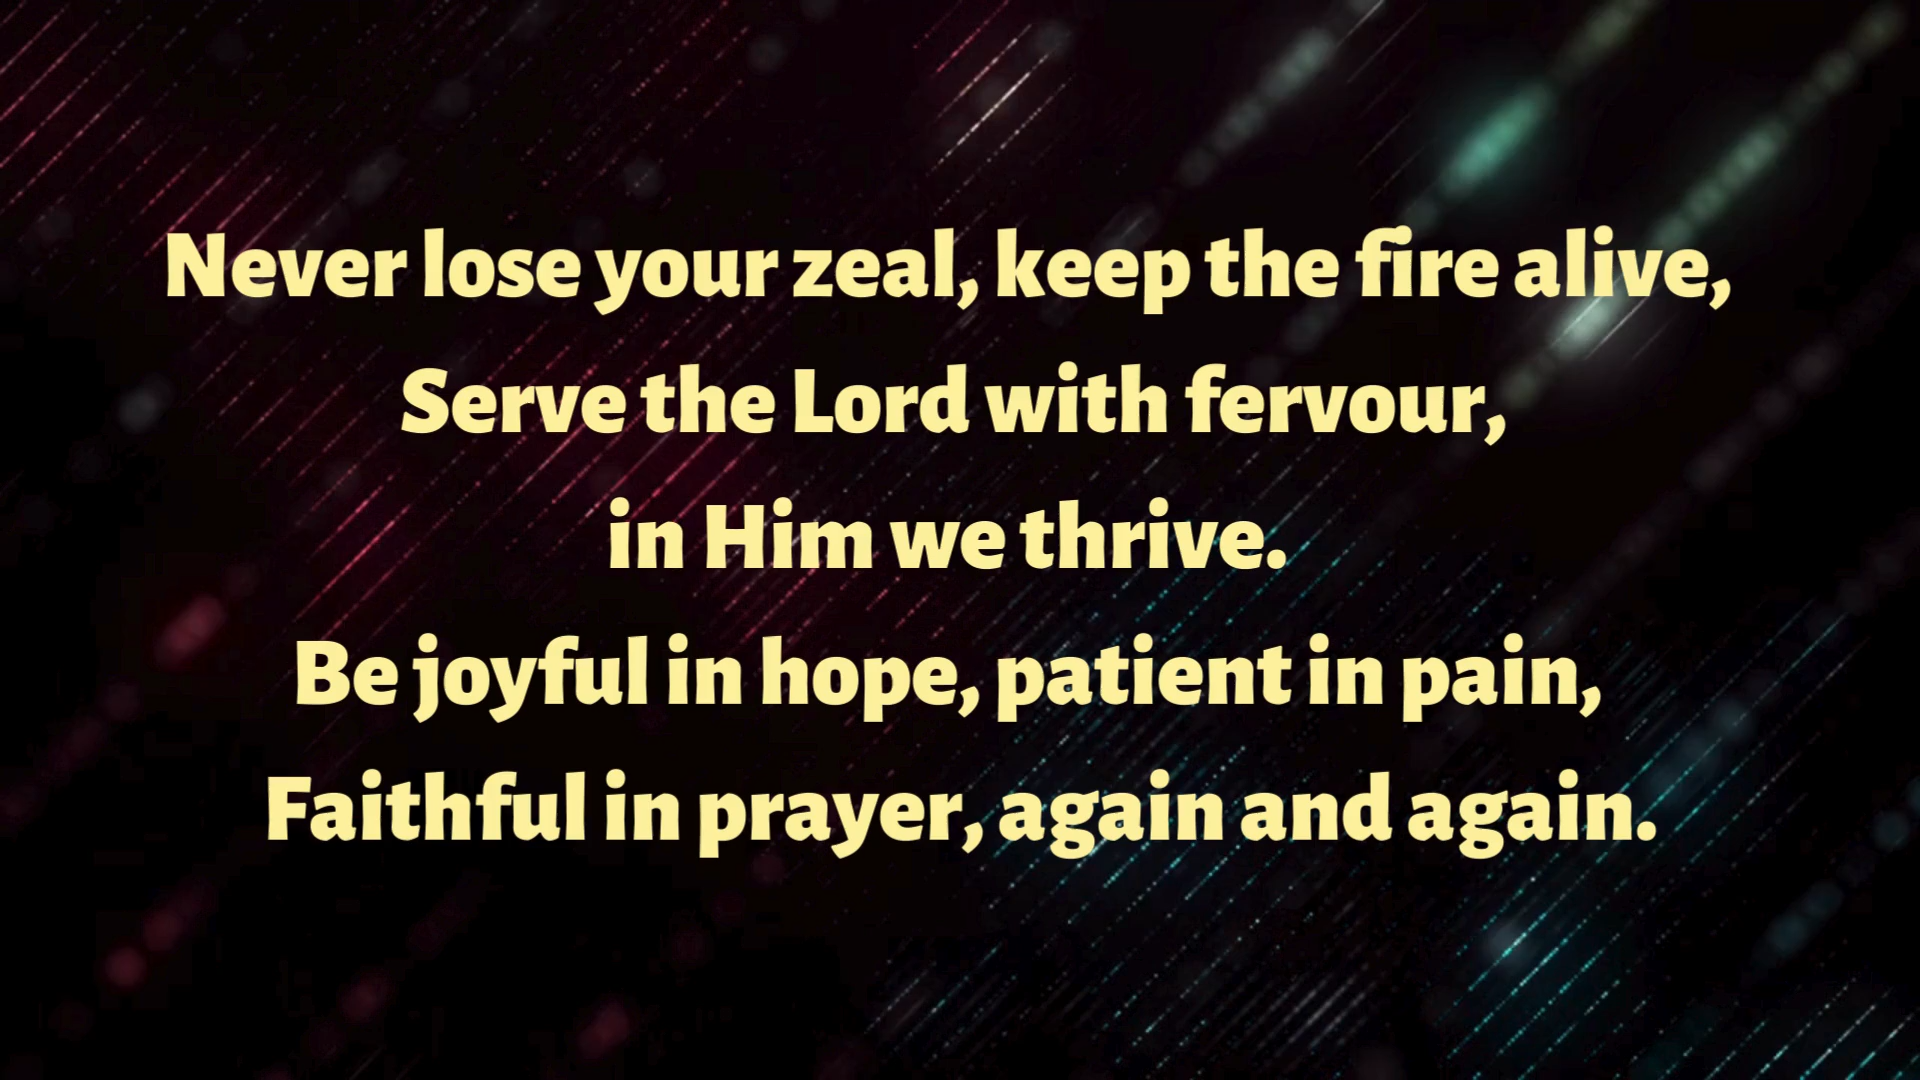 Never lose your zeal, keep the fire alive,
Serve the Lord with fervour,
in Him we thrive.
Be joyful in hope, patient in pain,
Faithful in prayer, again and again.